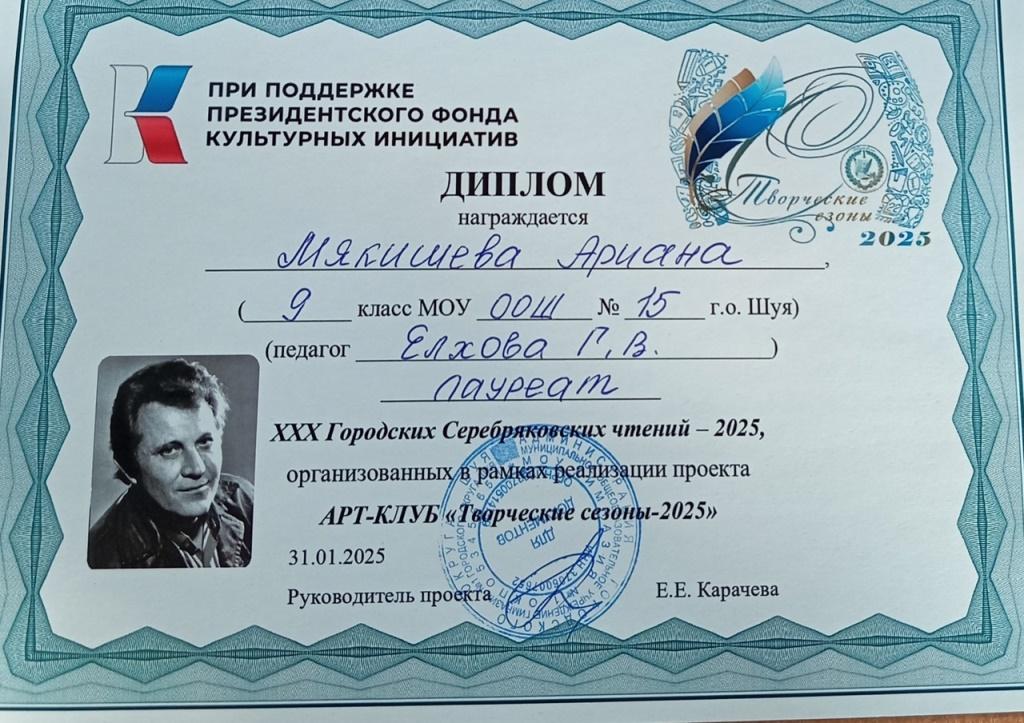 ПРИ ПОДДЕРЖКЕ
ПРЕЗИДЕНТСКОГО ФОНДА
КУЛЬТУРНЫХ ИНИЦИАТИВ
Творческие
сезоны
2025
ДИПЛОМ
награждается
Мякишева Ариана,
( 9 класс МОУ ООШ № 15 г.о. Шуя)
(педагог Елхова Г.В. )
лауреат
XXX Городских Серебряковских чтений – 2025,
организованных в рамках реализации проекта
АРТ-КЛУБ «Творческие сезоны-2025»
31.01.2025
Руководитель проекта Е.Е. Карачева
ДЛЯ
ДОКУМЕНТОВ